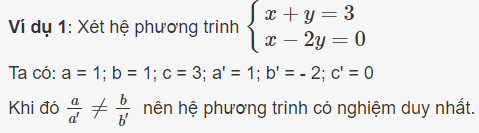 Ví dụ 1: Xét hệ phương trình $\begin{cases} x + y = 3 \\ x - 2y = 0 \end{cases}$
Ta có: a = 1; b = 1; c = 3; a' = 1; b' = - 2; c' = 0
Khi đó $\frac{a}{a'} \neq \frac{b}{b'}$ nên hệ phương trình có nghiệm duy nhất.